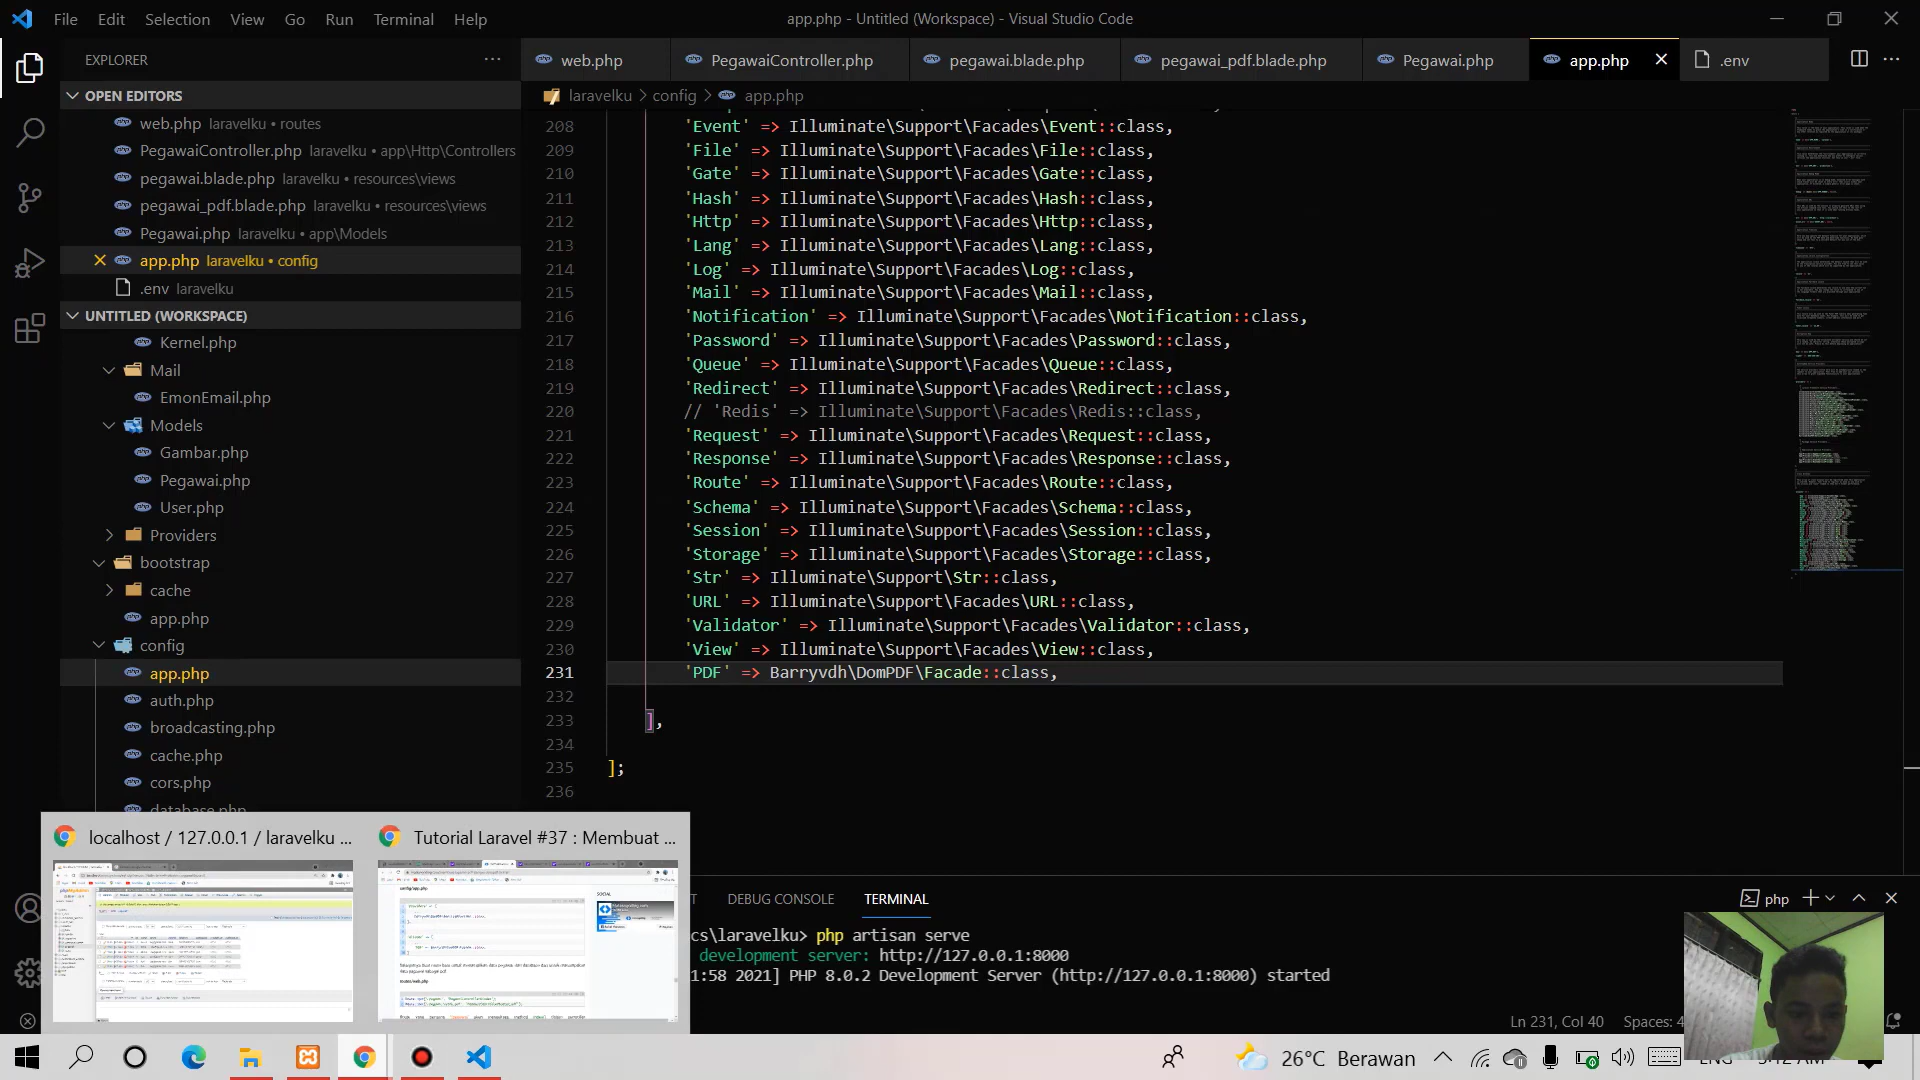 File Edit Selection View Go Run Terminal Help
app.php - Untitled (Workspace) - Visual Studio Code
EXPLORER
OPEN EDITORS
web.php laravelku • routes
PegawaiController.php laravelku • app\Http\Controllers
pegawai.blade.php laravelku • resources\views
pegawai_pdf.blade.php laravelku • resources\views
Pegawai.php laravelku • app\Models
app.php laravelku • config
.env laravelku
UNTITLED (WORKSPACE)
Kernel.php
Mail
EmonEmail.php
Models
Gambar.php
Pegawai.php
User.php
Providers
bootstrap
cache
app.php
config
app.php
auth.php
broadcasting.php
cache.php
cors.php
database.php
web.php PegawaiController.php pegawai.blade.php pegawai_pdf.blade.php Pegawai.php app.php .env
laravelku > config > app.php
208 'Event' => Illuminate\Support\Facades\Event::class,
209 'File' => Illuminate\Support\Facades\File::class,
210 'Gate' => Illuminate\Support\Facades\Gate::class,
211 'Hash' => Illuminate\Support\Facades\Hash::class,
212 'Http' => Illuminate\Support\Facades\Http::class,
213 'Lang' => Illuminate\Support\Facades\Lang::class,
214 'Log' => Illuminate\Support\Facades\Log::class,
215 'Mail' => Illuminate\Support\Facades\Mail::class,
216 'Notification' => Illuminate\Support\Facades\Notification::class,
217 'Password' => Illuminate\Support\Facades\Password::class,
218 'Queue' => Illuminate\Support\Facades\Queue::class,
219 'Redirect' => Illuminate\Support\Facades\Redirect::class,
220 // 'Redis' => Illuminate\Support\Facades\Redis::class,
221 'Request' => Illuminate\Support\Facades\Request::class,
222 'Response' => Illuminate\Support\Facades\Response::class,
223 'Route' => Illuminate\Support\Facades\Route::class,
224 'Schema' => Illuminate\Support\Facades\Schema::class,
225 'Session' => Illuminate\Support\Facades\Session::class,
226 'Storage' => Illuminate\Support\Facades\Storage::class,
227 'Str' => Illuminate\Support\Str::class,
228 'URL' => Illuminate\Support\Facades\URL::class,
229 'Validator' => Illuminate\Support\Facades\Validator::class,
230 'View' => Illuminate\Support\Facades\View::class,
231 'PDF' => Barryvdh\DomPDF\Facade::class,
232
233 ],
234
235 ];
236
localhost / 127.0.0.1 / laravelku ...
Tutorial Laravel #37 : Membuat ...
T DEBUG CONSOLE TERMINAL
php
cs\laravelku> php artisan serve
development server: http://127.0.0.1:8000
1:58 2021] PHP 8.0.2 Development Server (http://127.0.0.1:8000) started
Ln 231, Col 40 Spaces: 4
26°C Berawan